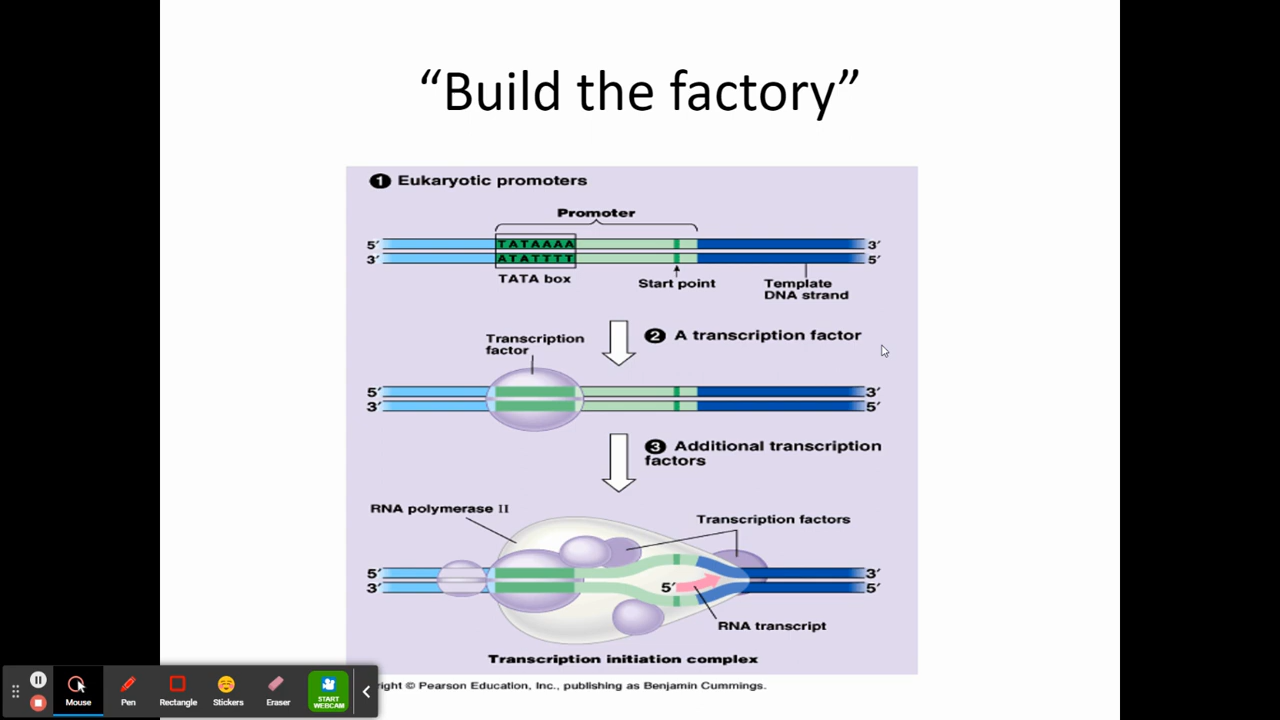 “Build the factory”
1 Eukaryotic promoters
Promoter
5′ TATAAAA 3′
3′ ATATTTT 5′
TATA box
Start point
Template
DNA strand
Transcription
factor
2 A transcription factor
5′ 3′
3′ 5′
3 Additional transcription
factors
RNA polymerase II
Transcription factors
5′ 3′
3′ 5′ 5′
RNA transcript
Transcription initiation complex
right © Pearson Education, Inc., publishing as Benjamin Cummings.
Mouse
Pen
Rectangle
Stickers
Eraser
START
WEBCAM